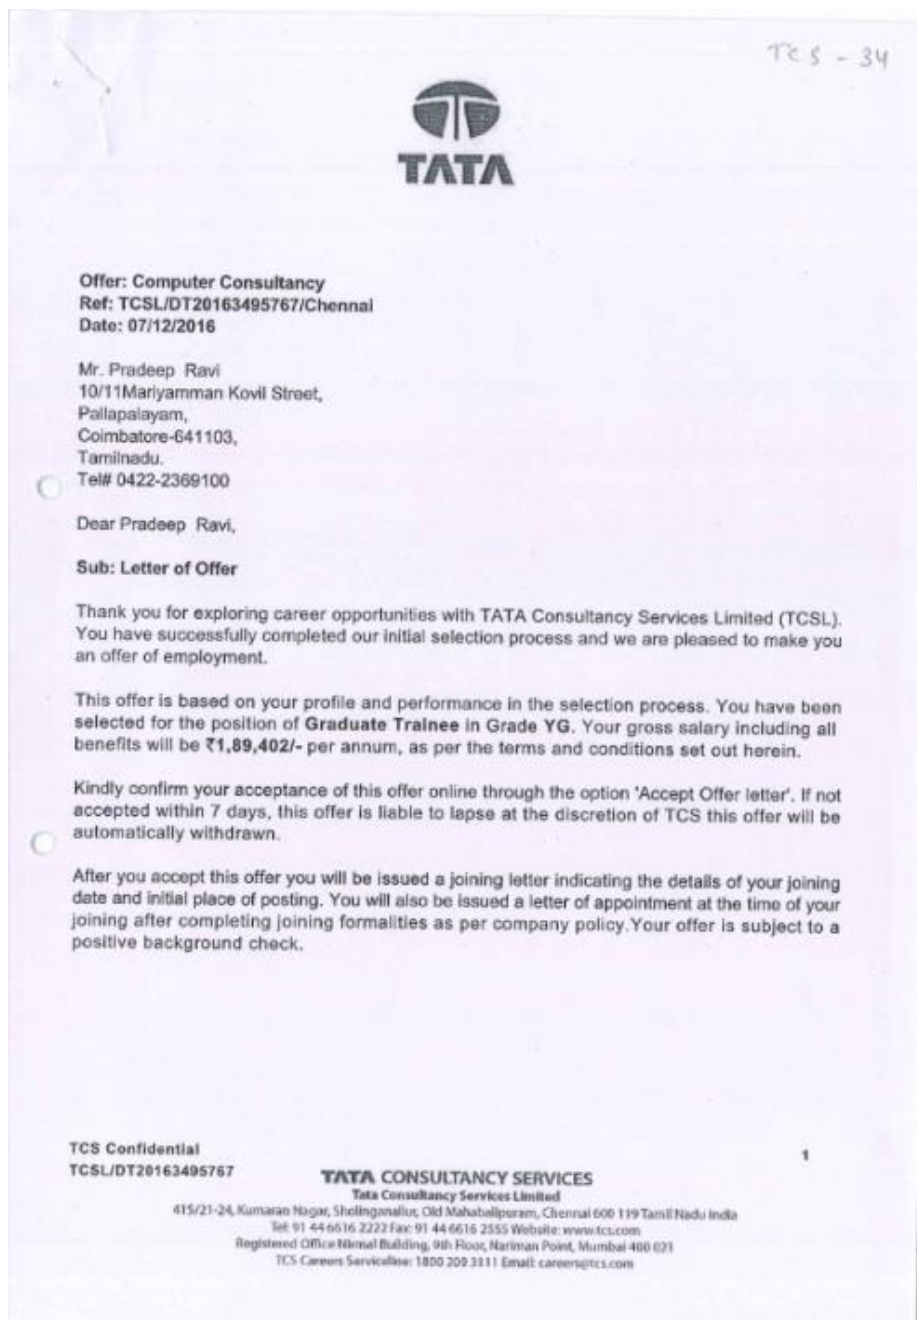 TCS - 34
TATA
Offer: Computer Consultancy
Ref: TCSL/DT20163495767/Chennai
Date: 07/12/2016
Mr. Pradeep Ravi
10/11Mariyamman Kovil Street,
Pallapalayam,
Coimbatore-641103,
Tamilnadu.
Tel# 0422-2369100
Dear Pradeep Ravi,
Sub: Letter of Offer
Thank you for exploring career opportunities with TATA Consultancy Services Limited (TCSL).
You have successfully completed our initial selection process and we are pleased to make you
an offer of employment.
This offer is based on your profile and performance in the selection process. You have been
selected for the position of Graduate Trainee in Grade YG. Your gross salary including all
benefits will be ₹1,89,402/- per annum, as per the terms and conditions set out herein.
Kindly confirm your acceptance of this offer online through the option 'Accept Offer letter'. If not
accepted within 7 days, this offer is liable to lapse at the discretion of TCS this offer will be
automatically withdrawn.
After you accept this offer you will be issued a joining letter indicating the details of your joining
date and initial place of posting. You will also be issued a letter of appointment at the time of your
joining after completing joining formalities as per company policy.Your offer is subject to a
positive background check.
TCS Confidential
TCSL/DT20163495767
1
TATA CONSULTANCY SERVICES
Tata Consultancy Services Limited
415/21-24, Kumaran Nagar, Sholinganallur, Old Mahabalipuram, Chennai 600 119 Tamil Nadu India
Tel: 91 44 6616 2222 Fax: 91 44 6616 2555 Website: www.tcs.com
Registered Office Nirmal Building, 9th Floor, Nariman Point, Mumbai 400 021
TCS Careers Serviceline: 1800 209 3111 Email: careers@tcs.com